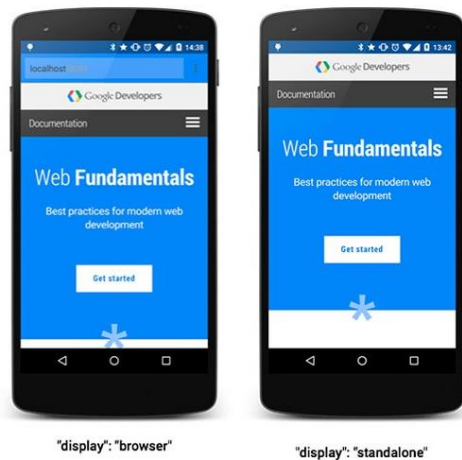 14:38
localhost
Google Developers
Documentation
Web Fundamentals
Best practices for modern web
development
Get started
"display": "browser"
13:42
Google Developers
Documentation
Web Fundamentals
Best practices for modern web
development
Get started
"display": "standalone"